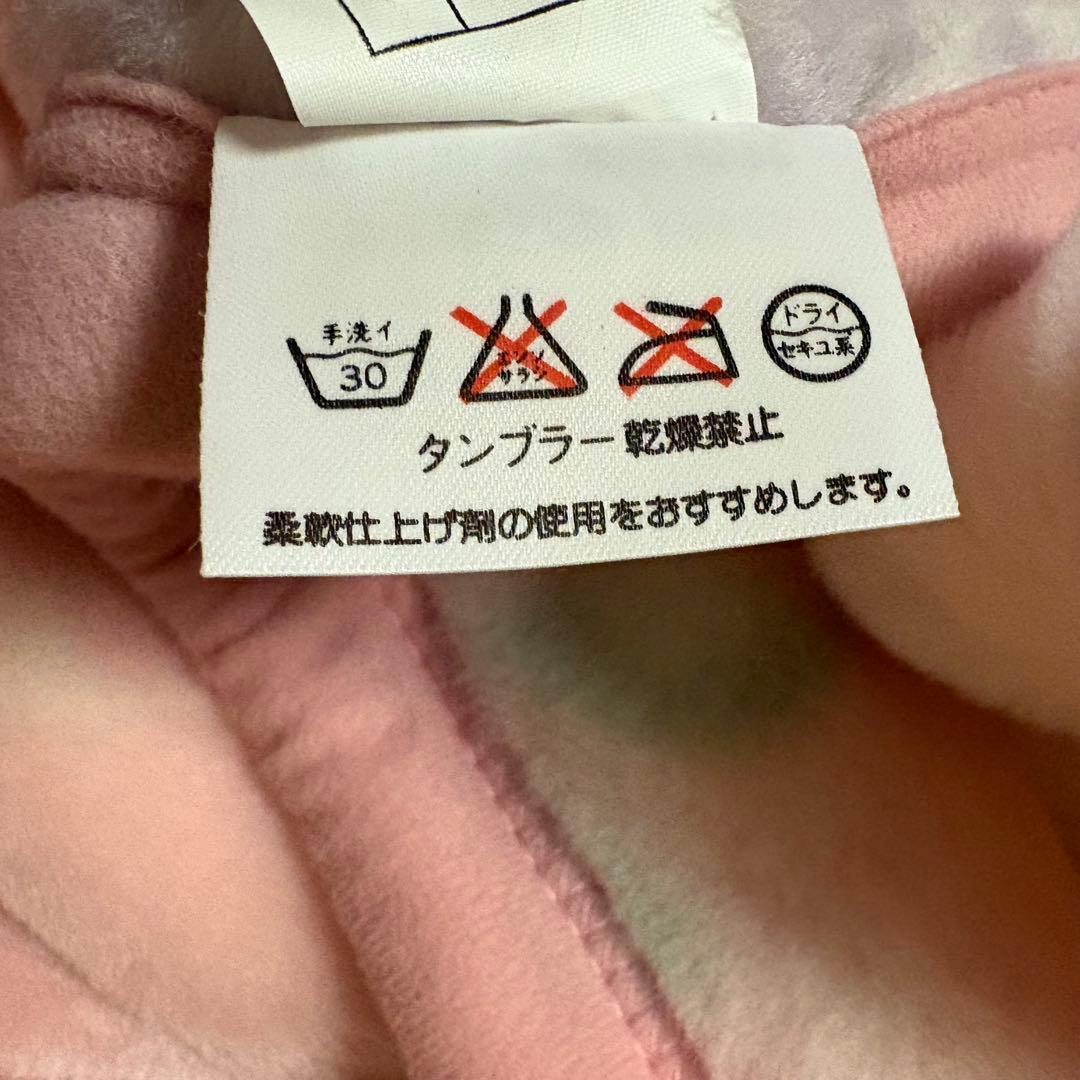 手洗イ
30
エンソ
サラシ
ドライ
セキユ系
タンブラー乾燥禁止
柔軟仕上げ剤の使用をおすすめします。